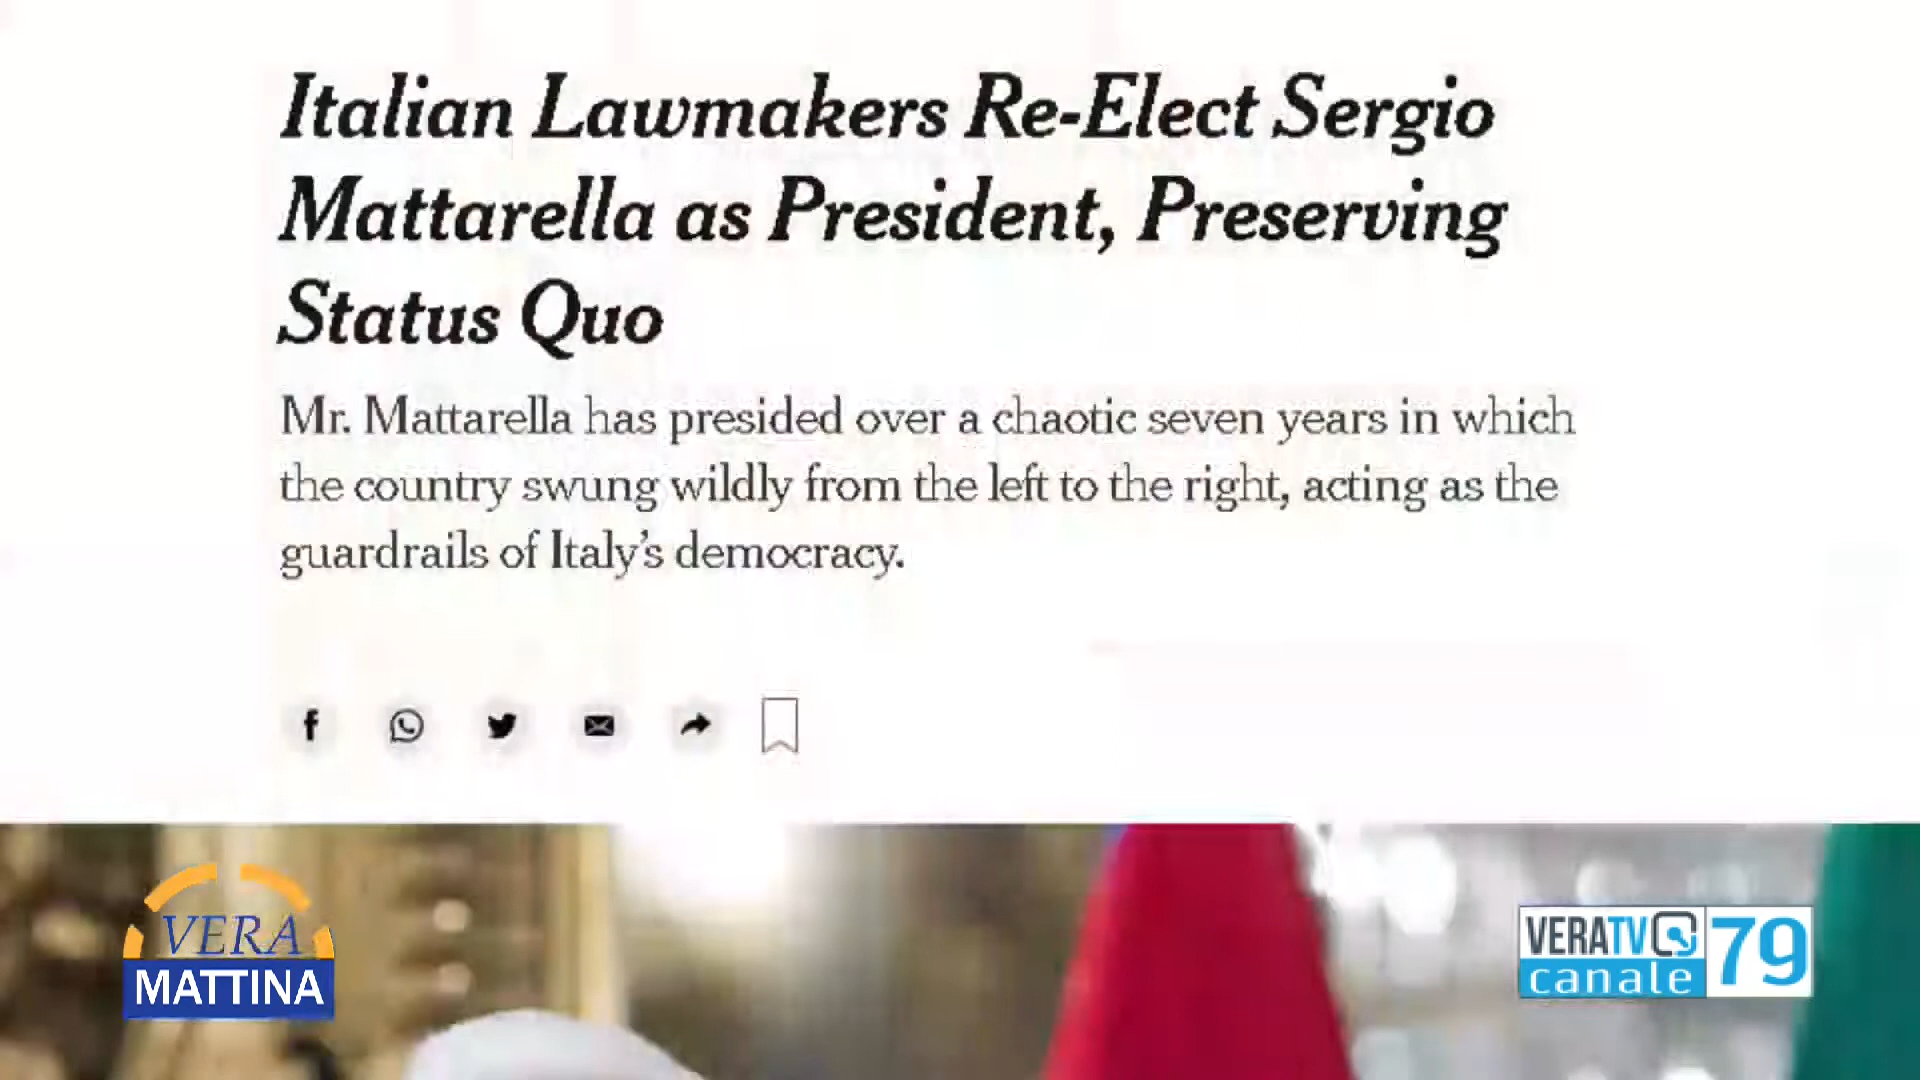 Italian Lawmakers Re-Elect Sergio
Mattarella as President, Preserving
Status Quo
Mr. Mattarella has presided over a chaotic seven years in which
the country swung wildly from the left to the right, acting as the
guardrails of Italy’s democracy.
VERA
MATTINA
VERATV
canale
79